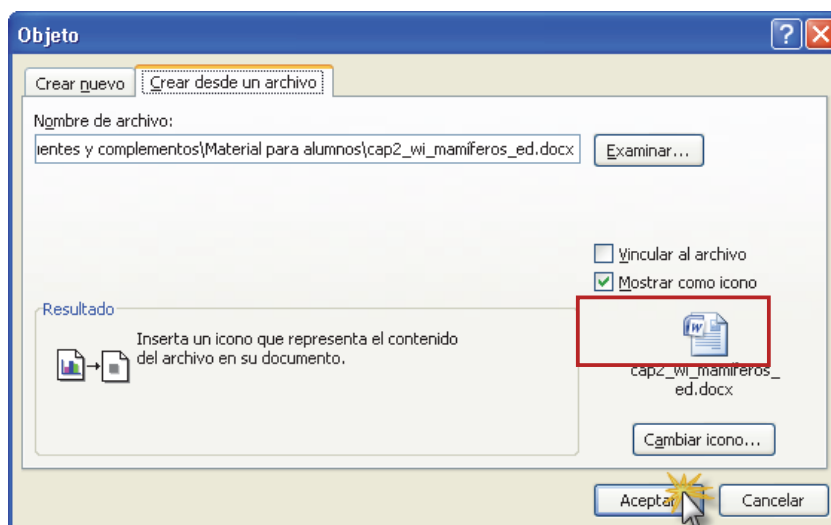 Objeto
Crear nuevo
Crear desde un archivo
Nombre de archivo:
ientes y complementos\Material para alumnos\cap2_wi_mamíferos_ed.docx
Examinar...
Vincular al archivo
Mostrar como icono
Resultado
Inserta un icono que representa el contenido
del archivo en su documento.
cap2_wi_mamíferos_
ed.docx
Cambiar icono...
Aceptar
Cancelar